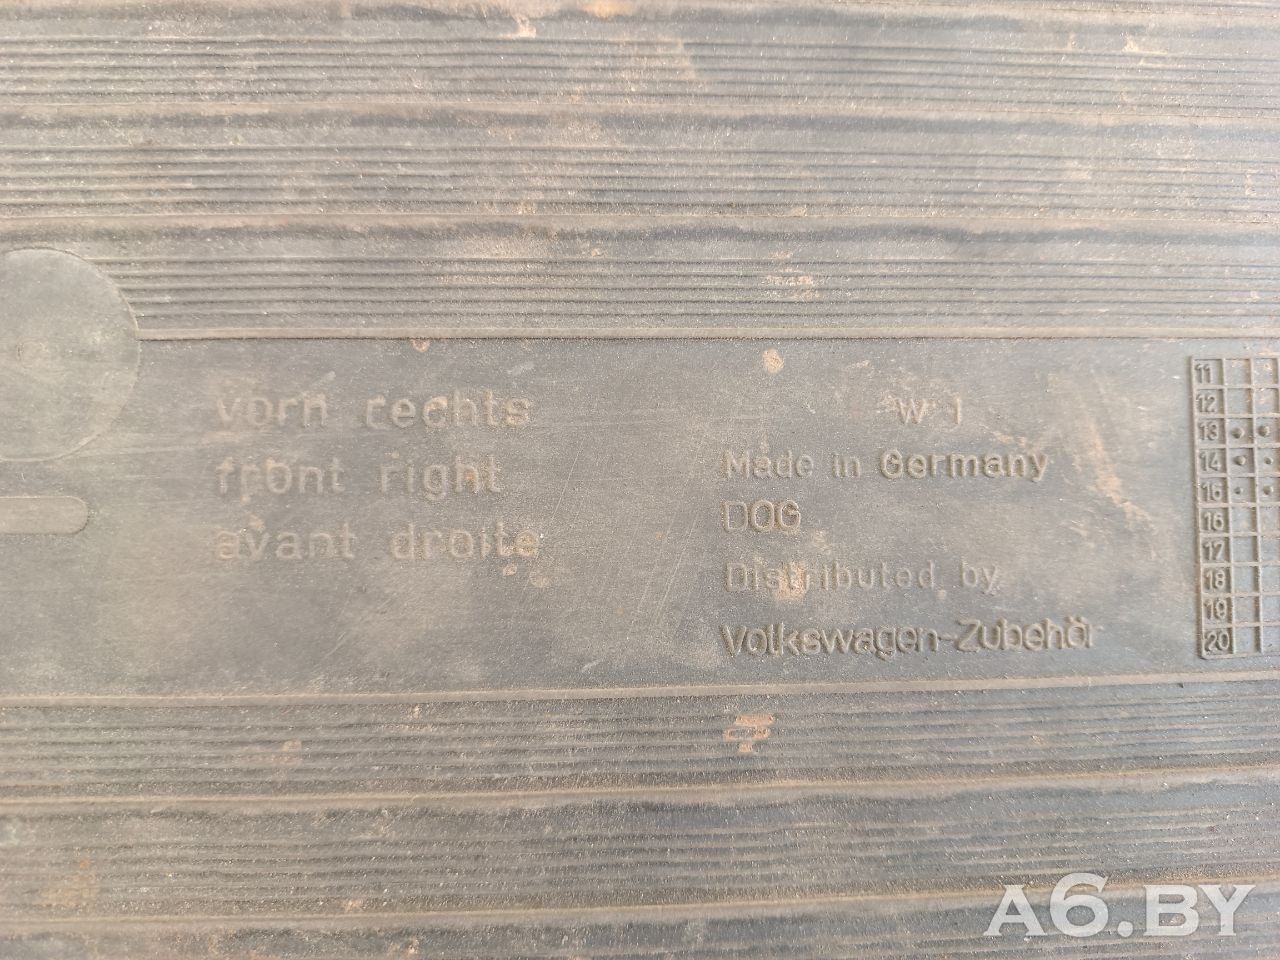 vorn rechts
front right
avant droite
W 1
Made in Germany
DOG
Distributed by
Volkswagen-Zubehör
11
12
13
14
15
16
17
18
19
20
A6.BY